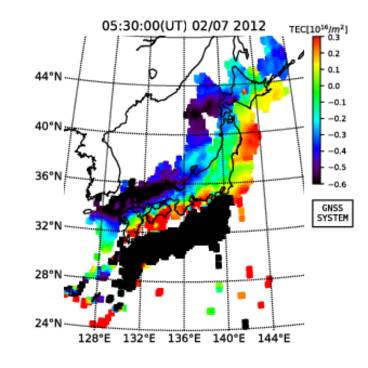 05:30:00(UT) 02/07 2012
TEC[10¹⁶/m²]
0.3
0.2
0.1
0.0
−0.1
−0.2
−0.3
−0.4
−0.5
−0.6
44°N
40°N
36°N
32°N
28°N
24°N
GNSS
SYSTEM
128°E 132°E 136°E 140°E 144°E